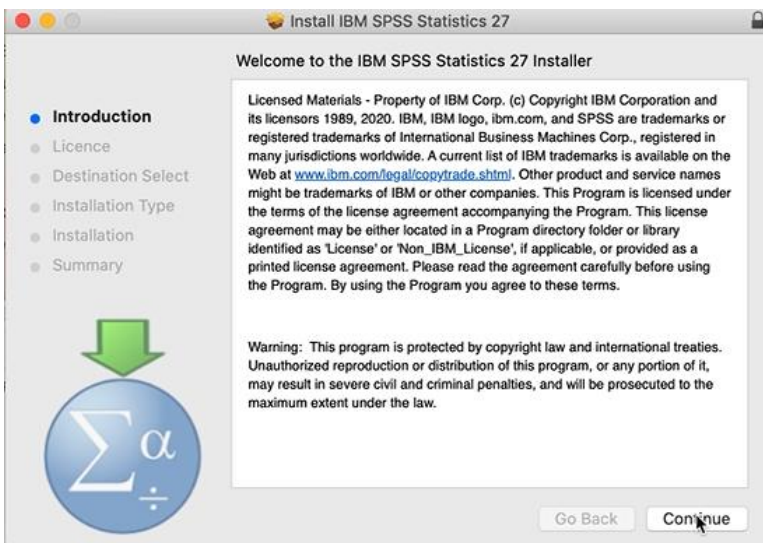 Install IBM SPSS Statistics 27
Welcome to the IBM SPSS Statistics 27 Installer
Introduction
Licence
Destination Select
Installation Type
Installation
Summary
Licensed Materials - Property of IBM Corp. (c) Copyright IBM Corporation and
its licensors 1989, 2020. IBM, IBM logo, ibm.com, and SPSS are trademarks or
registered trademarks of International Business Machines Corp., registered in
many jurisdictions worldwide. A current list of IBM trademarks is available on the
Web at www.ibm.com/legal/copytrade.shtml. Other product and service names
might be trademarks of IBM or other companies. This Program is licensed under
the terms of the license agreement accompanying the Program. This license
agreement may be either located in a Program directory folder or library
identified as 'License' or 'Non_IBM_License', if applicable, or provided as a
printed license agreement. Please read the agreement carefully before using
the Program. By using the Program you agree to these terms.
Warning: This program is protected by copyright law and international treaties.
Unauthorized reproduction or distribution of this program, or any portion of it,
may result in severe civil and criminal penalties, and will be prosecuted to the
maximum extent under the law.
Σ α ÷
Go Back
Continue